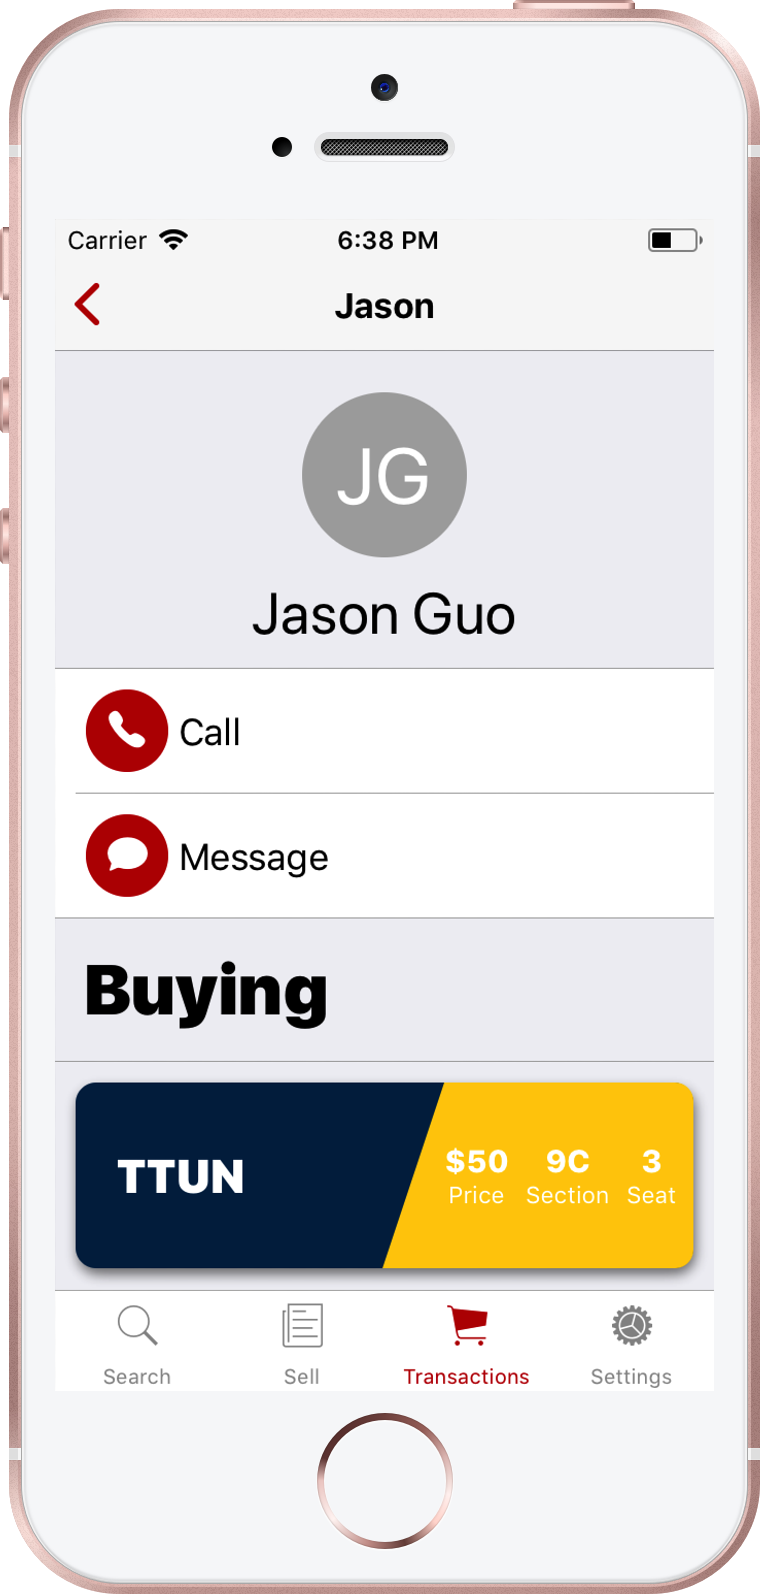 Carrier 6:38 PM
Jason
JG
Jason Guo
Call
Message
Buying
TTUN
$50 9C 3
Price Section Seat
Search Sell Transactions Settings